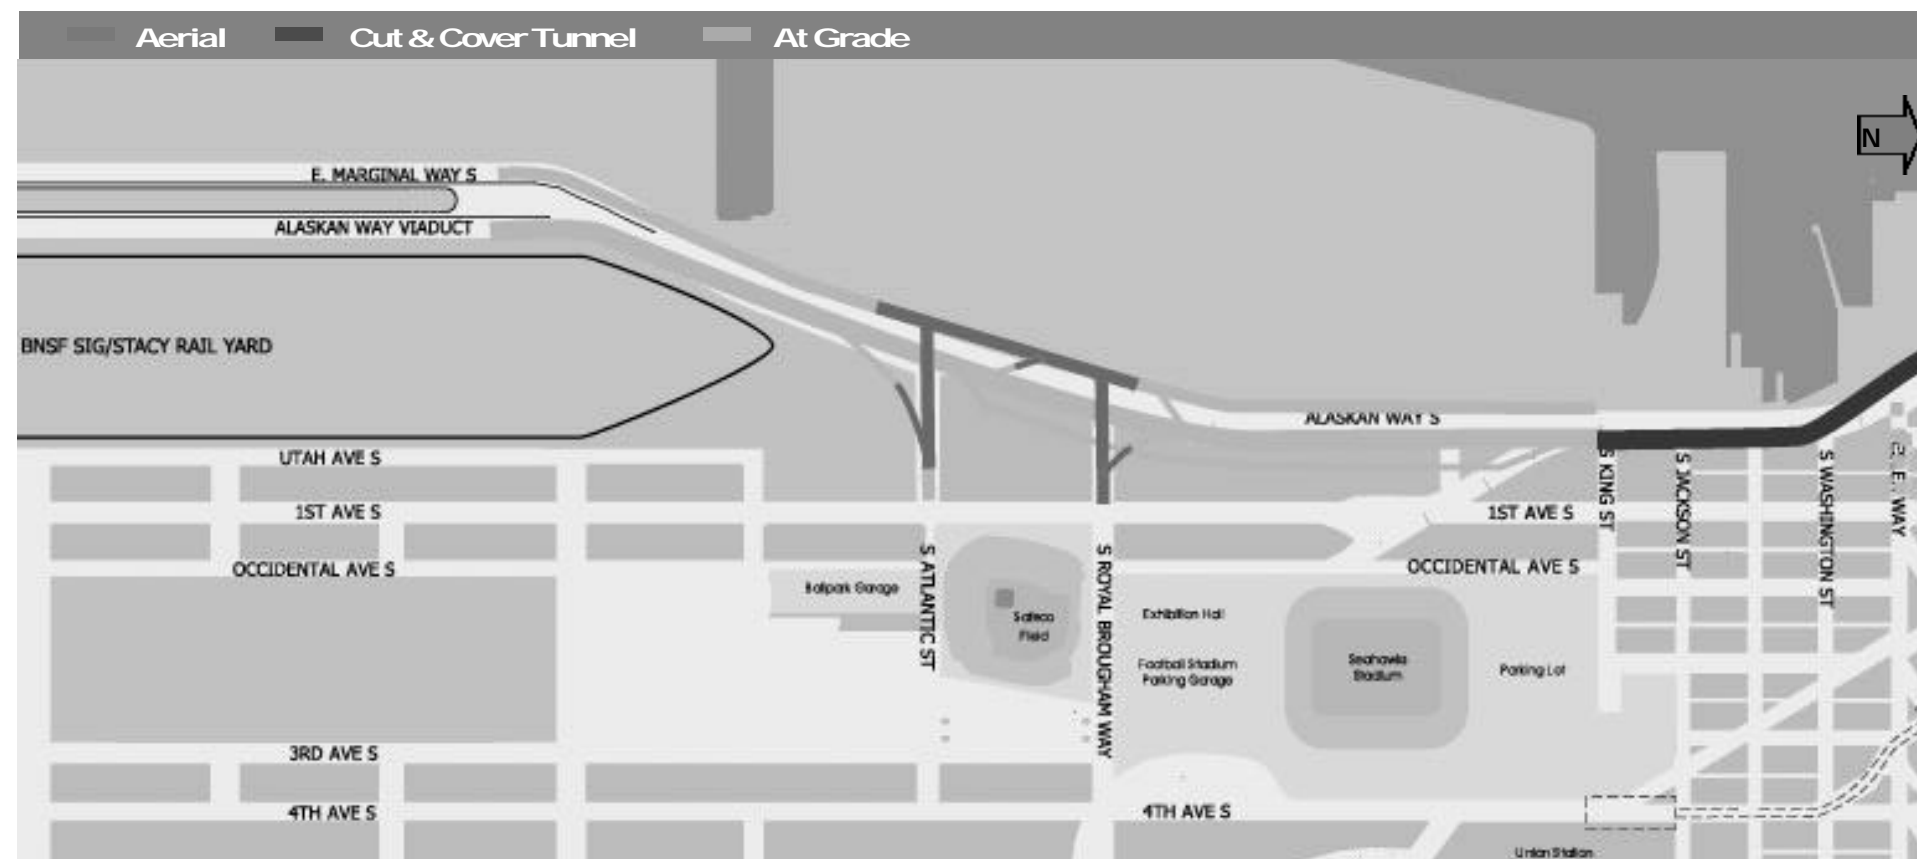 Aerial Cut & Cover Tunnel At Grade
N
E. MARGINAL WAY S
ALASKAN WAY VIADUCT
BNSF SIG/STACY RAIL YARD
ALASKAN WAY S
UTAH AVE S
1ST AVE S
1ST AVE S
OCCIDENTAL AVE S
OCCIDENTAL AVE S
S ATLANTIC ST
S ROYAL BROUGHAM WAY
S KING ST
S JACKSON ST
S WASHINGTON ST
WAY
Ballpark Garage
Safeco
Field
Exhibition Hall
Football Stadium
Parking Garage
Seahawks
Stadium
Parking Lot
3RD AVE S
4TH AVE S
4TH AVE S
Union Station